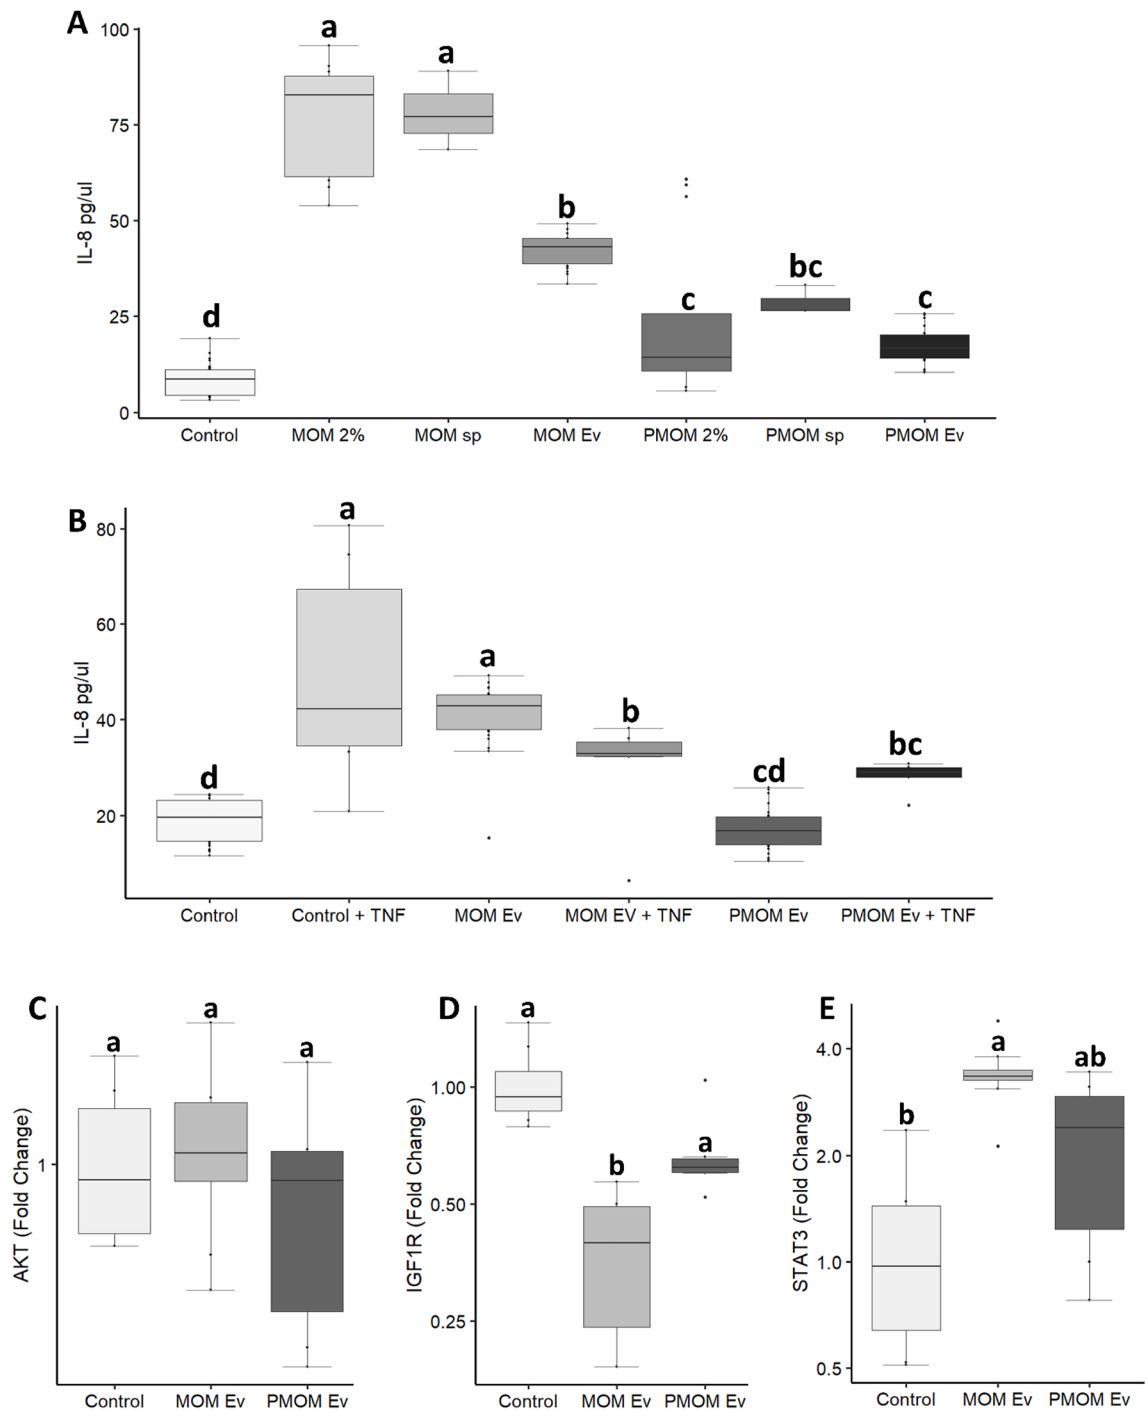 A
100
75
50
25
0
IL-8 pg/ul
a
a
b
c
bc
c
d
Control MOM 2% MOM sp MOM Ev PMOM 2% PMOM sp PMOM Ev
B
80
60
40
20
IL-8 pg/ul
a
a
b
cd
bc
d
Control Control + TNF MOM Ev MOM EV + TNF PMOM Ev PMOM Ev + TNF
C
1
AKT (Fold Change)
a
a
a
Control MOM Ev PMOM Ev
D
1.00
0.50
0.25
IGF1R (Fold Change)
a
b
a
Control MOM Ev PMOM Ev
E
4.0
2.0
1.0
0.5
STAT3 (Fold Change)
b
a
ab
Control MOM Ev PMOM Ev